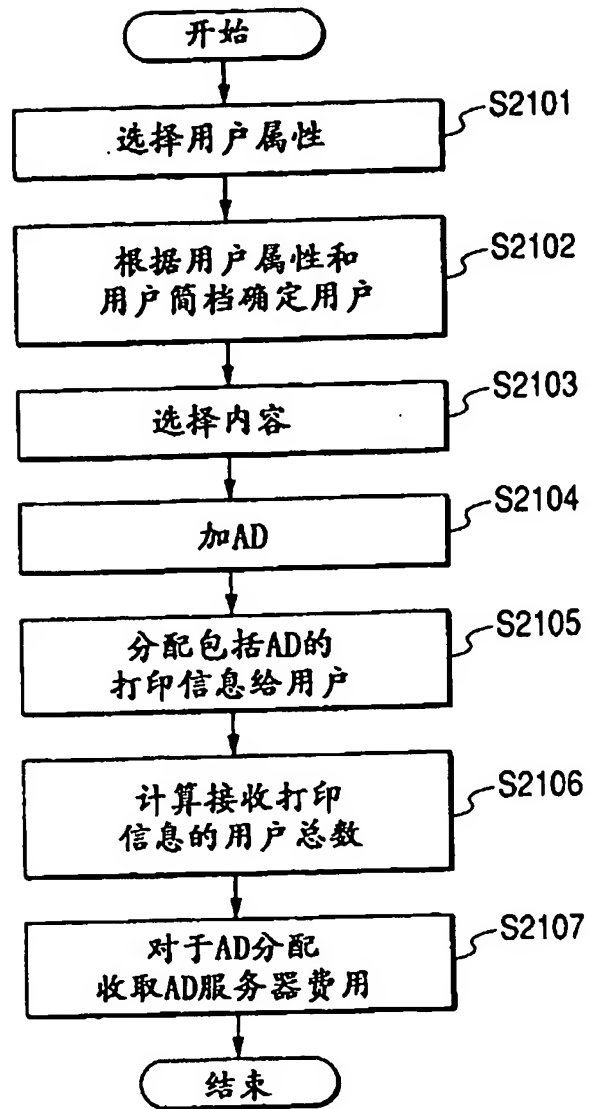 开始
S2101
选择用户属性
S2102
根据用户属性和
用户简档确定用户
S2103
选择内容
S2104
加AD
S2105
分配包括AD的
打印信息给用户
S2106
计算接收打印
信息的用户总数
S2107
对于AD分配
收取AD服务器费用
结束